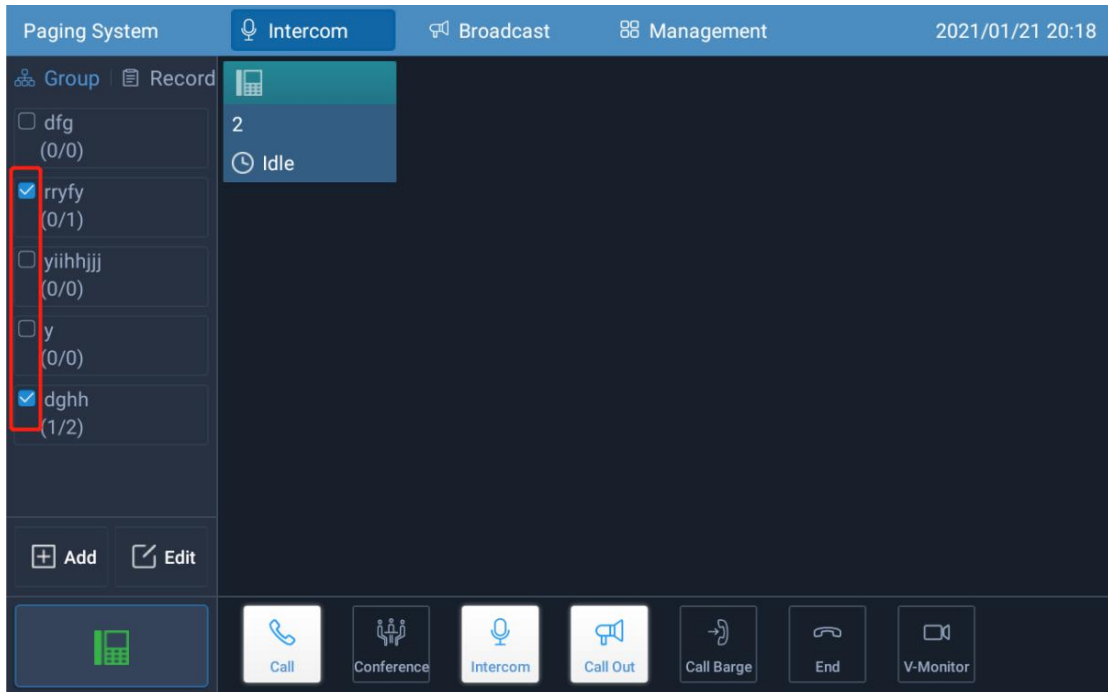 Paging System
Intercom
Broadcast
Management
2021/01/21 20:18
Group
Record
dfg
(0/0)
rryfy
(0/1)
yiihhjjj
(0/0)
y
(0/0)
dghh
(1/2)
2
Idle
Add
Edit
Call
Conference
Intercom
Call Out
Call Barge
End
V-Monitor